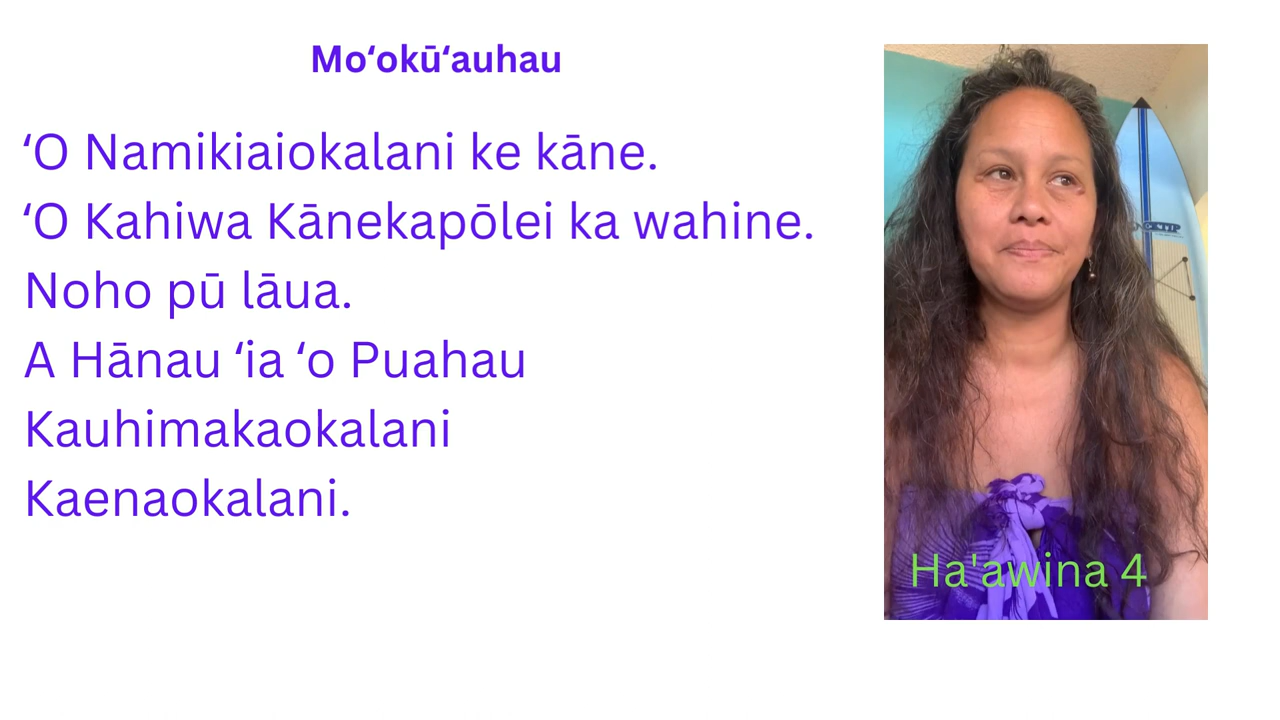 Moʻokūʻauhau
ʻO Namikiaiokalani ke kāne.
ʻO Kahiwa Kānekapōlei ka wahine.
Noho pū lāua.
A Hānau ʻia ʻo Puahau
Kauhimakaokalani
Kaenaokalani.
Ha'awina 4